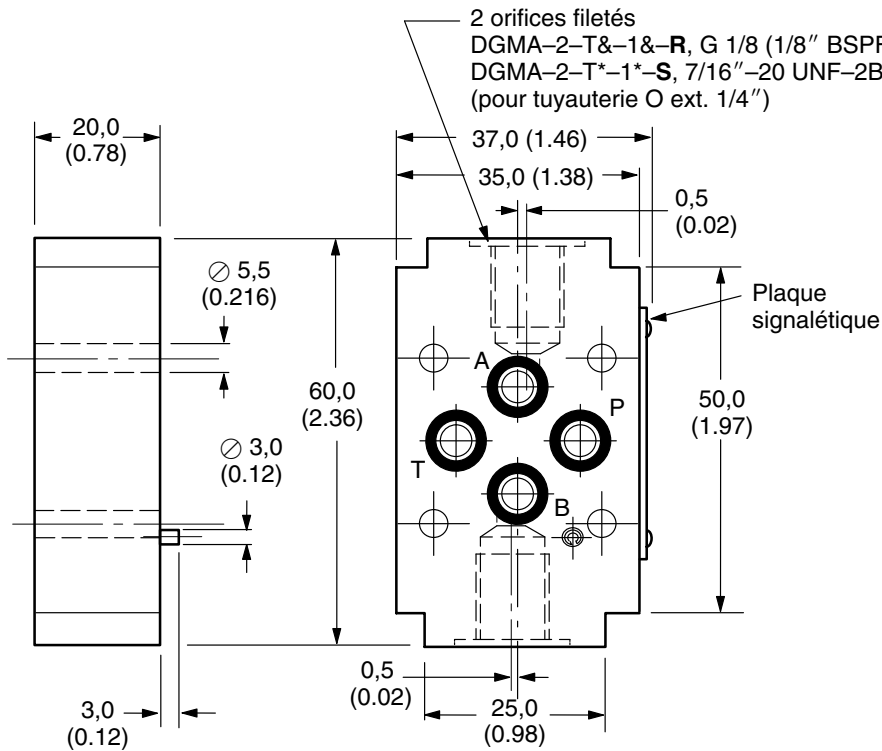 2 orifices filetés
DGMA–2–T&–1&–R, G 1/8 (1/8″ BSPF
DGMA–2–T*–1*–S, 7/16″–20 UNF–2B
(pour tuyauterie O ext. 1/4″)
20,0
(0.78)
37,0 (1.46)
35,0 (1.38)
0,5
(0.02)
∅ 5,5
(0.216)
Plaque
signalétique
A
60,0
(2.36)
P
50,0
(1.97)
∅ 3,0
(0.12)
T
B
0,5
(0.02)
3,0
(0.12)
25,0
(0.98)